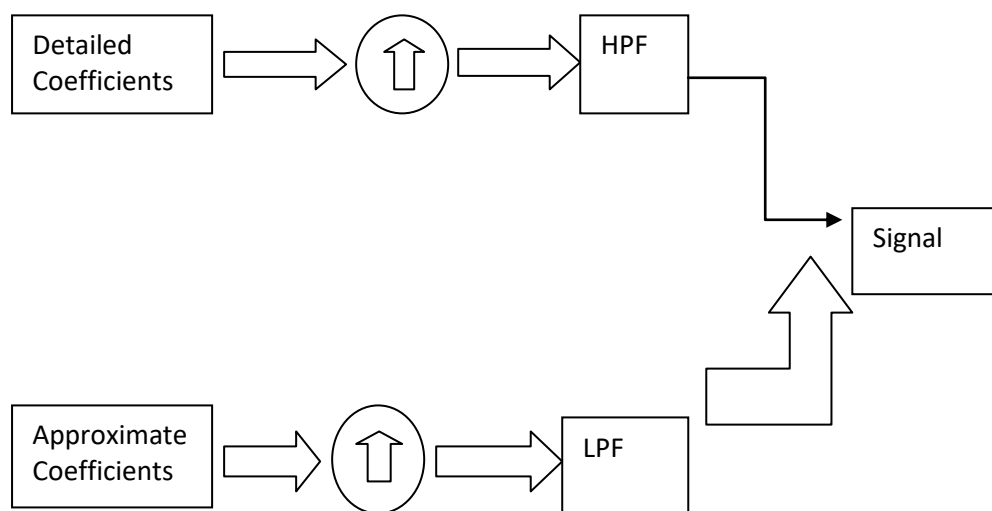 Detailed
Coefficients
HPF
Signal
Approximate
Coefficients
LPF